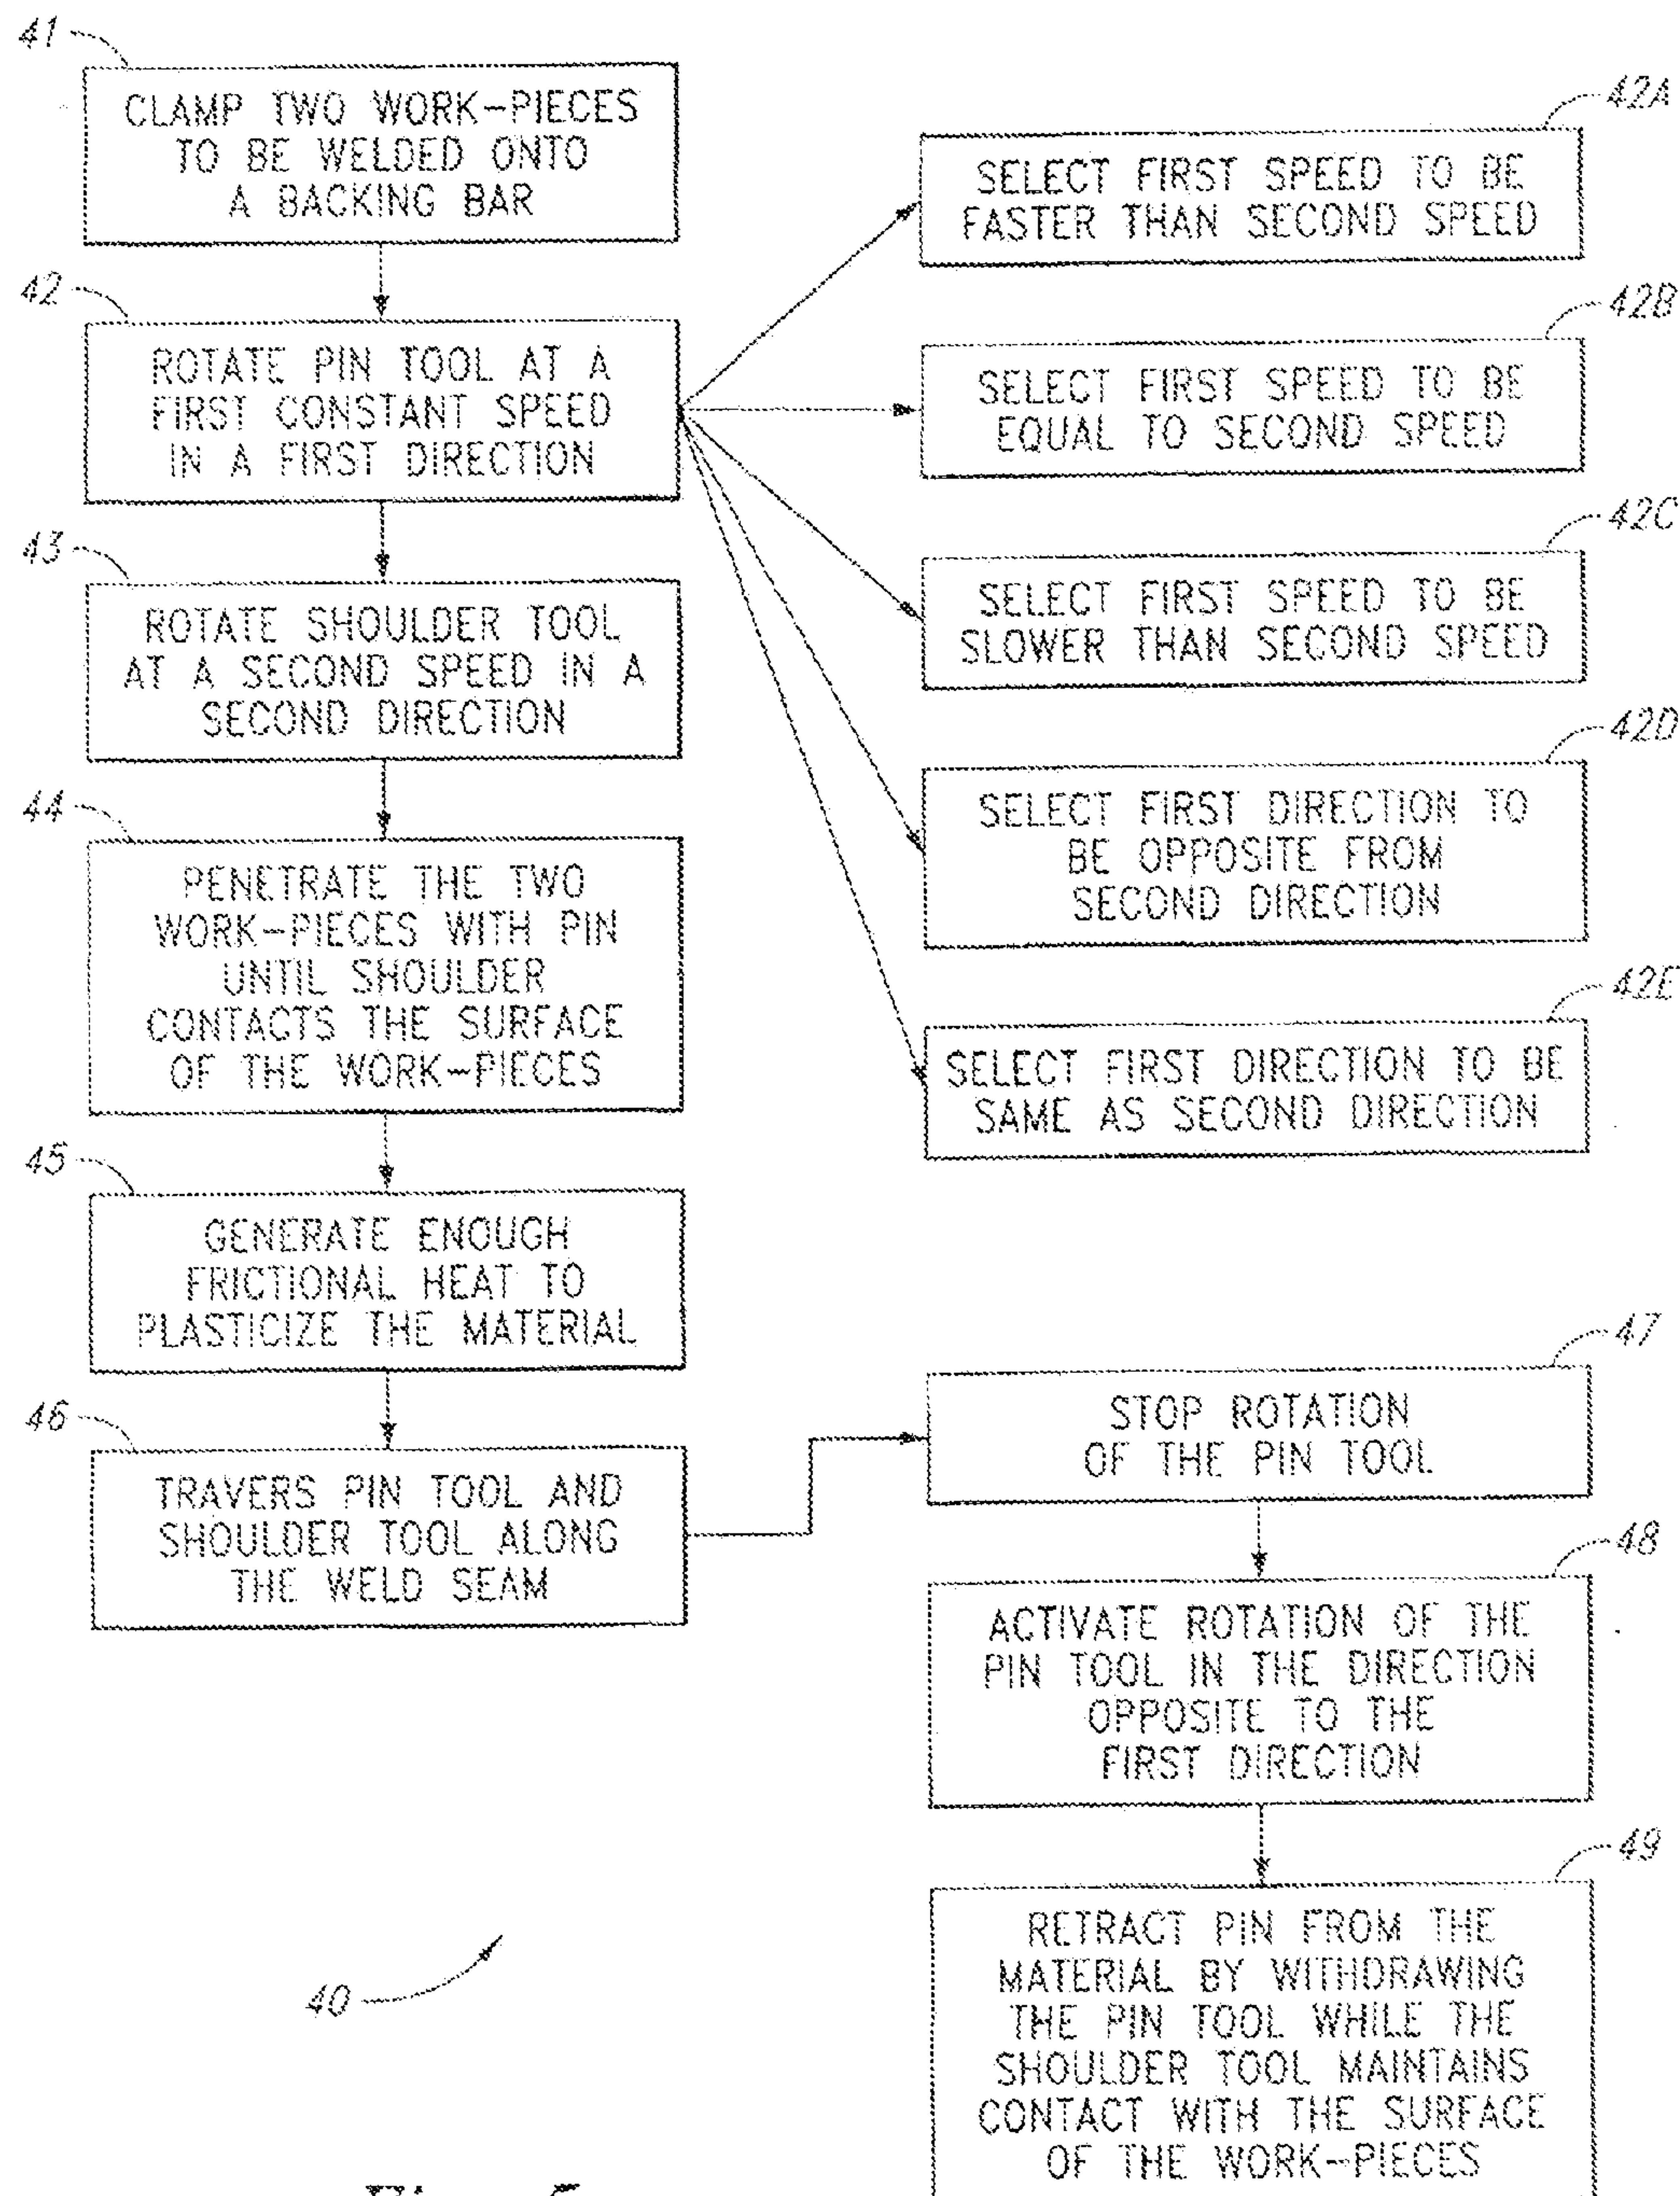 41
CLAMP TWO WORK-PIECES
TO BE WELDED ONTO
A BACKING BAR
42
ROTATE PIN TOOL AT A
FIRST CONSTANT SPEED
IN A FIRST DIRECTION
43
ROTATE SHOULDER TOOL
AT A SECOND SPEED IN A
SECOND DIRECTION
44
PENETRATE THE TWO
WORK-PIECES WITH PIN
UNTIL SHOULDER
CONTACTS THE SURFACE
OF THE WORK-PIECES
45
GENERATE ENOUGH
FRICTIONAL HEAT TO
PLASTICIZE THE MATERIAL
46
TRAVERS PIN TOOL AND
SHOULDER TOOL ALONG
THE WELD SEAM
42A
SELECT FIRST SPEED TO BE
FASTER THAN SECOND SPEED
42B
SELECT FIRST SPEED TO BE
EQUAL TO SECOND SPEED
42C
SELECT FIRST SPEED TO BE
SLOWER THAN SECOND SPEED
42D
SELECT FIRST DIRECTION TO
BE OPPOSITE FROM
SECOND DIRECTION
42E
SELECT FIRST DIRECTION TO BE
SAME AS SECOND DIRECTION
47
STOP ROTATION
OF THE PIN TOOL
48
ACTIVATE ROTATION OF THE
PIN TOOL IN THE DIRECTION
OPPOSITE TO THE
FIRST DIRECTION
49
RETRACT PIN FROM THE
MATERIAL BY WITHDRAWING
THE PIN TOOL WHILE THE
SHOULDER TOOL MAINTAINS
CONTACT WITH THE SURFACE
OF THE WORK-PIECES
40